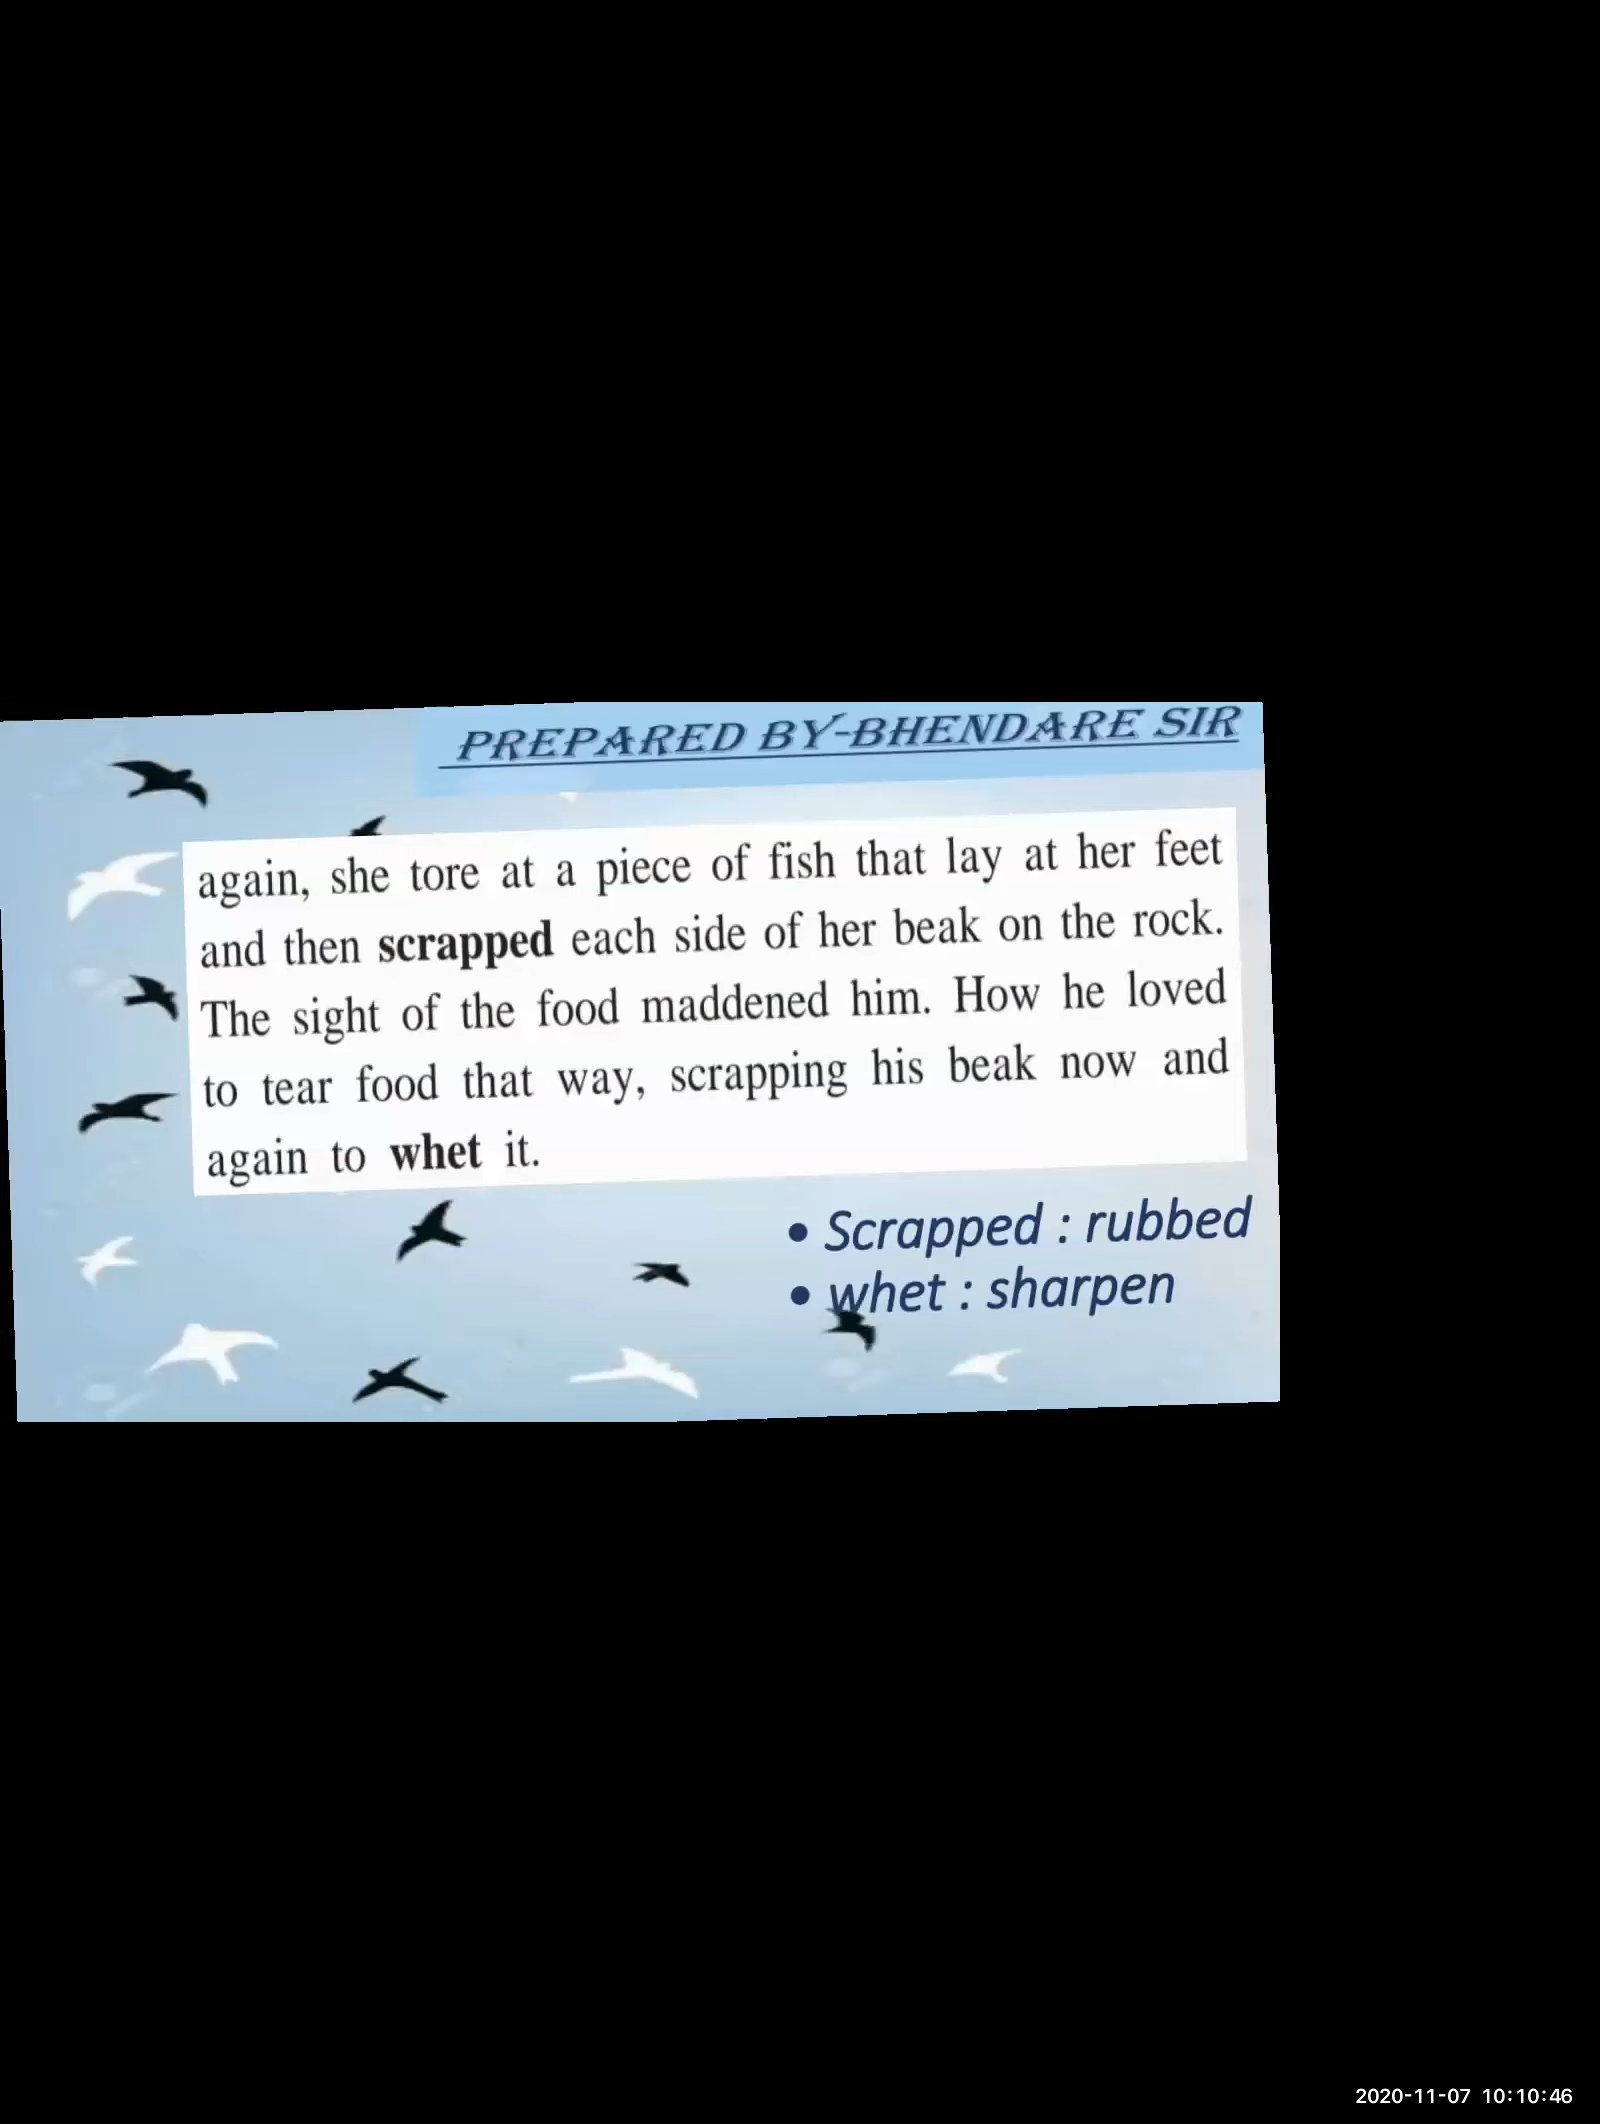 PREPARED BY-BHENDARE SIR
again, she tore at a piece of fish that lay at her feet
and then scrapped each side of her beak on the rock.
The sight of the food maddened him. How he loved
to tear food that way, scrapping his beak now and
again to whet it.
• Scrapped : rubbed
• whet : sharpen
2020-11-07 10:10:46